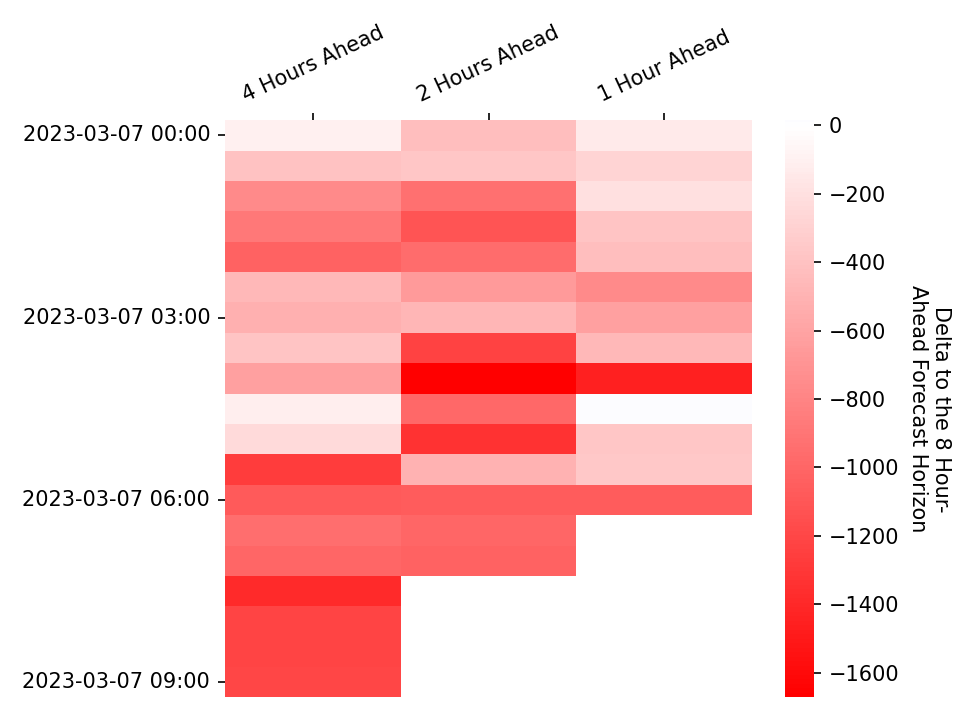 4 Hours Ahead
2 Hours Ahead
1 Hour Ahead
2023-03-07 00:00
2023-03-07 03:00
2023-03-07 06:00
2023-03-07 09:00
0
−200
−400
−600
−800
−1000
−1200
−1400
−1600
Delta to the 8 Hour-
Ahead Forecast Horizon